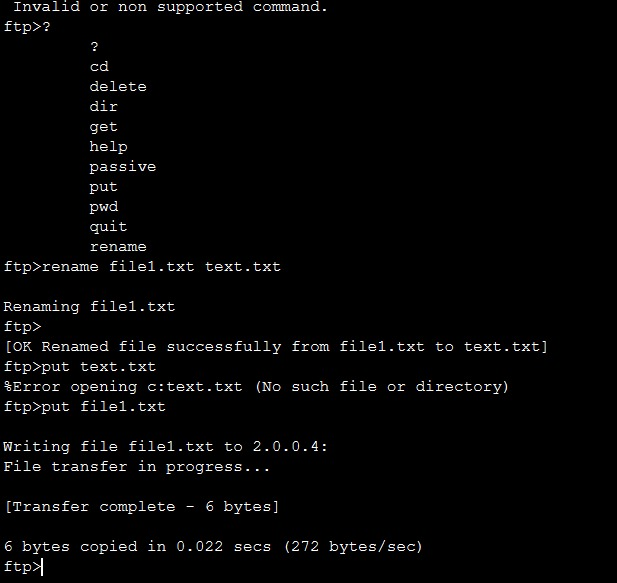 Invalid or non supported command.
ftp>?
?
cd
delete
dir
get
help
passive
put
pwd
quit
rename
ftp>rename file1.txt text.txt
Renaming file1.txt
ftp>
[OK Renamed file successfully from file1.txt to text.txt]
ftp>put text.txt
%Error opening c:text.txt (No such file or directory)
ftp>put file1.txt
Writing file file1.txt to 2.0.0.4:
File transfer in progress...
[Transfer complete - 6 bytes]
6 bytes copied in 0.022 secs (272 bytes/sec)
ftp>